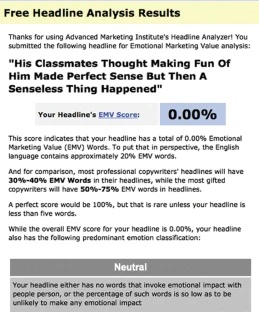 Free Headline Analysis Results
Thanks for using Advanced Marketing Institute's Headline Analyzer! You
submitted the following headline for Emotional Marketing Value analysis:
"His Classmates Thought Making Fun Of
Him Made Perfect Sense But Then A
Senseless Thing Happened"
Your Headline's EMV Score: 0.00%
This score indicates that your headline has a total of 0.00% Emotional
Marketing Value (EMV) Words. To put that in perspective, the English
language contains approximately 20% EMV words.
And for comparison, most professional copywriters' headlines will have
30%-40% EMV Words in their headlines, while the most gifted
copywriters will have 50%-75% EMV words in headlines.
A perfect score would be 100%, but that is rare unless your headline is
less than five words.
While the overall EMV score for your headline is 0.00%, your headline
also has the following predominant emotion classification:
Neutral
Your headline either has no words that invoke emotional impact with
people person, or the percentage of such words is so low as to be
unlikely to make any emotional impact